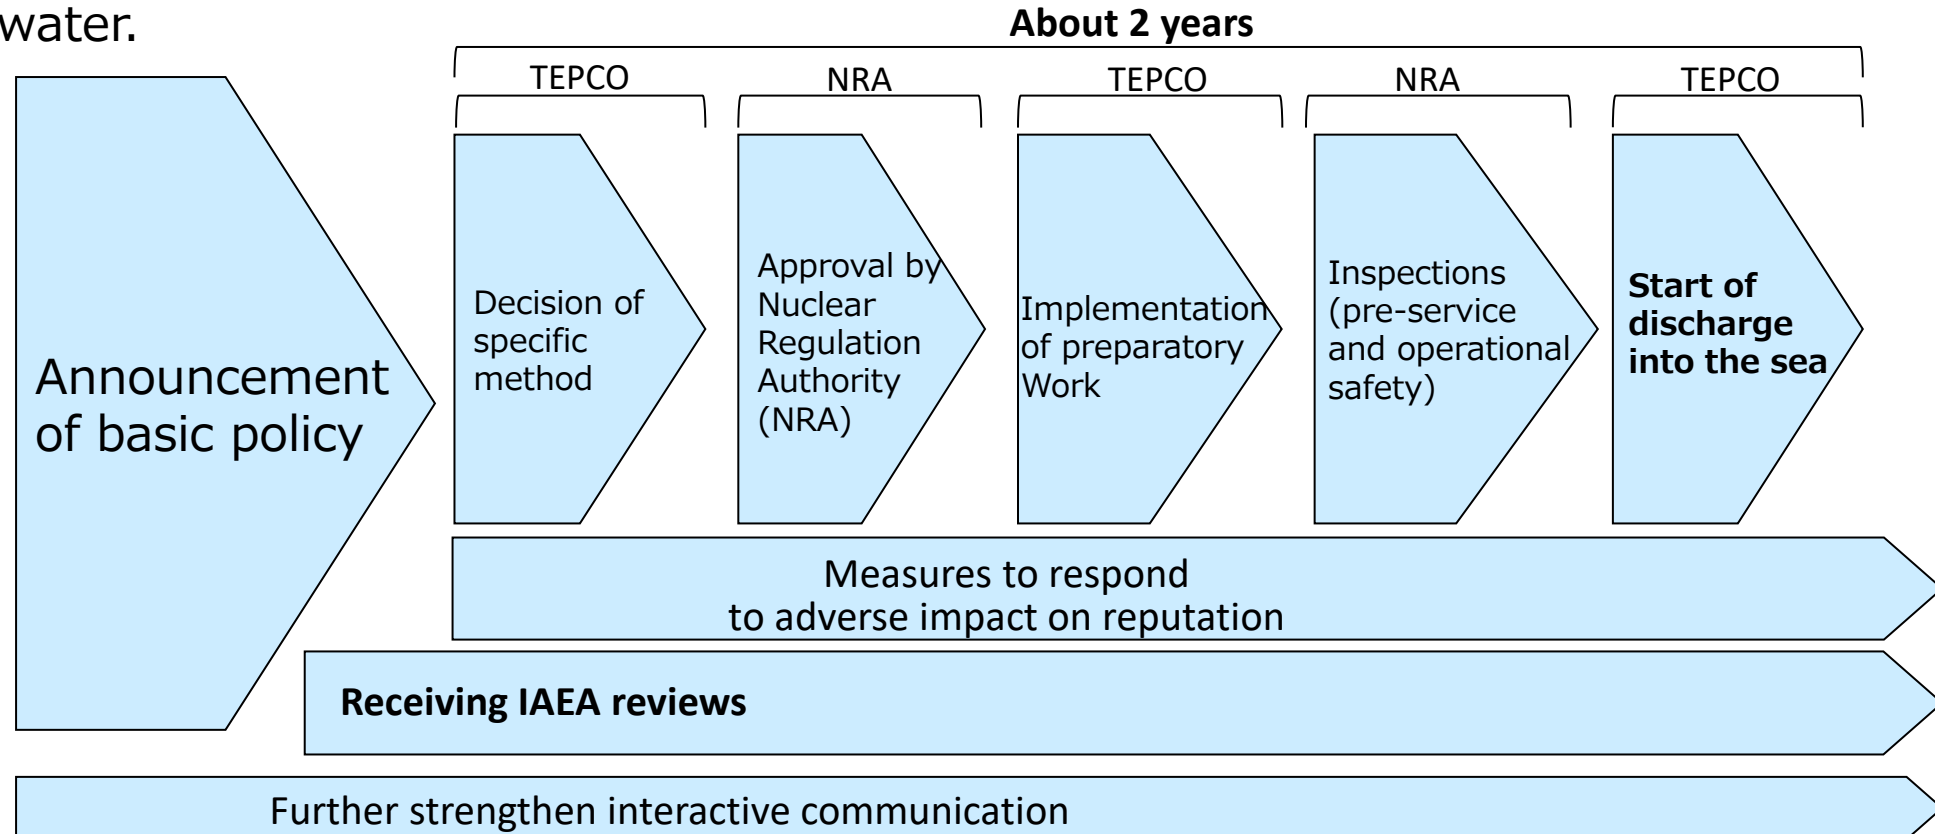 water.
About 2 years
TEPCO
NRA
TEPCO
NRA
TEPCO
Announcement
of basic policy
Decision of
specific
method
Approval by
Nuclear
Regulation
Authority
(NRA)
Implementation
of preparatory
Work
Inspections
(pre-service
and operational
safety)
Start of
discharge
into the sea
Measures to respond
to adverse impact on reputation
Receiving IAEA reviews
Further strengthen interactive communication